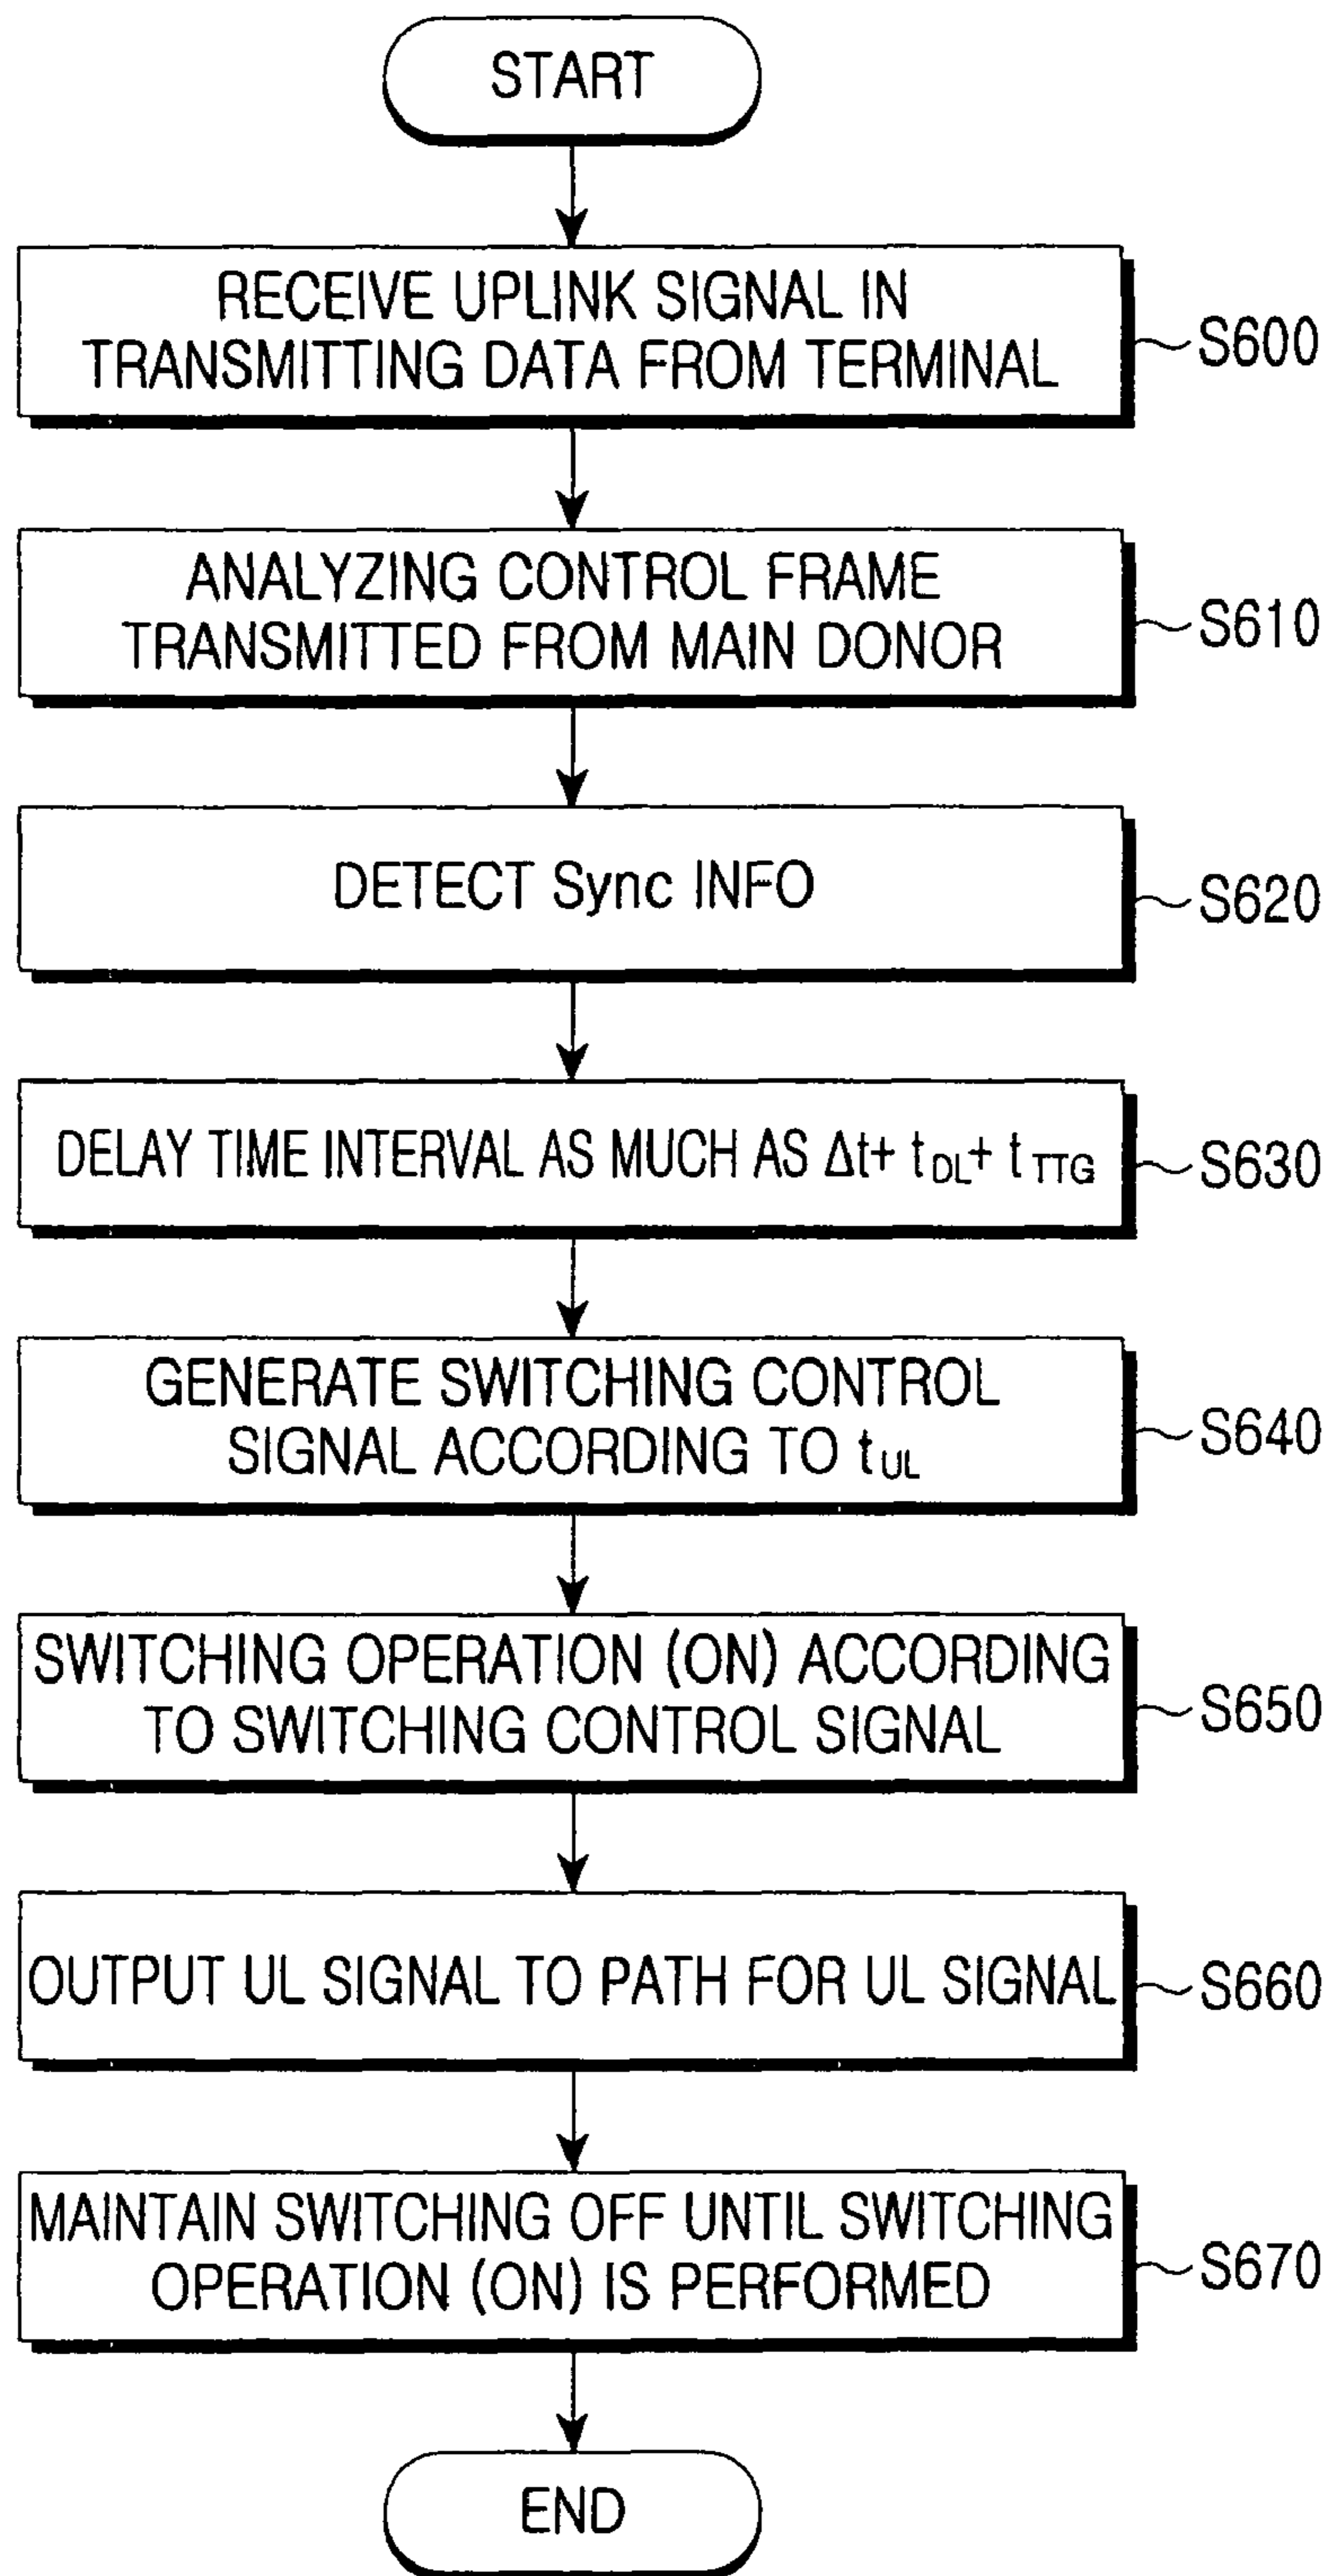 START
RECEIVE UPLINK SIGNAL IN
TRANSMITTING DATA FROM TERMINAL
S600
ANALYZING CONTROL FRAME
TRANSMITTED FROM MAIN DONOR
S610
DETECT Sync INFO
S620
DELAY TIME INTERVAL AS MUCH AS Δt+ tDL+ tTTG
S630
GENERATE SWITCHING CONTROL
SIGNAL ACCORDING TO tUL
S640
SWITCHING OPERATION (ON) ACCORDING
TO SWITCHING CONTROL SIGNAL
S650
OUTPUT UL SIGNAL TO PATH FOR UL SIGNAL
S660
MAINTAIN SWITCHING OFF UNTIL SWITCHING
OPERATION (ON) IS PERFORMED
S670
END